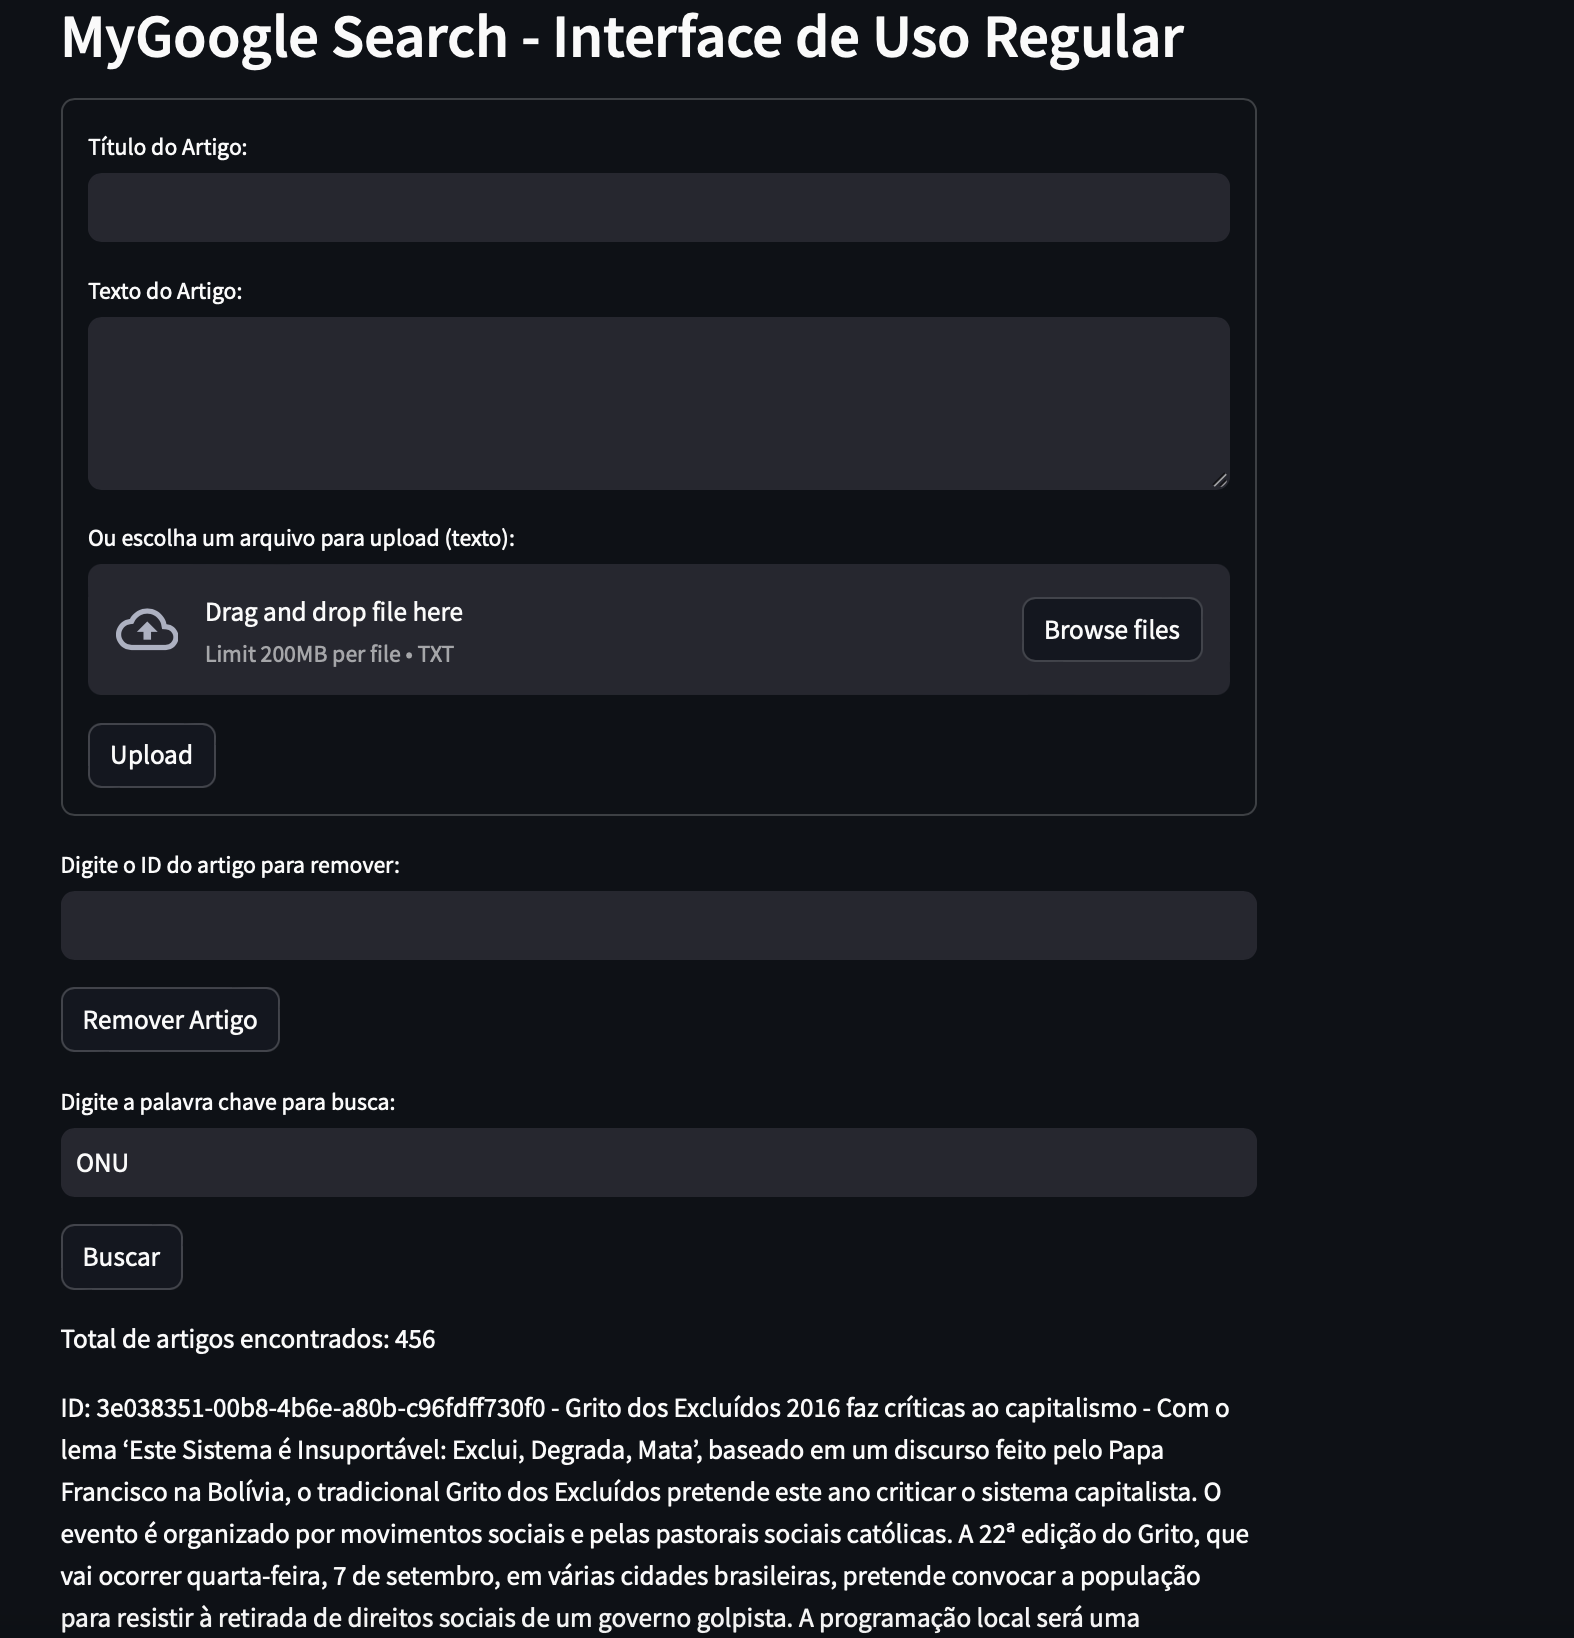 MyGoogle Search - Interface de Uso Regular
Título do Artigo:
Texto do Artigo:
Ou escolha um arquivo para upload (texto):
Drag and drop file here
Limit 200MB per file • TXT
Browse files
Upload
Digite o ID do artigo para remover:
Remover Artigo
Digite a palavra chave para busca:
ONU
Buscar
Total de artigos encontrados: 456
ID: 3e038351-00b8-4b6e-a80b-c96fdff730f0 - Grito dos Excluídos 2016 faz críticas ao capitalismo - Com o
lema ‘Este Sistema é Insuportável: Exclui, Degrada, Mata’, baseado em um discurso feito pelo Papa
Francisco na Bolívia, o tradicional Grito dos Excluídos pretende este ano criticar o sistema capitalista. O
evento é organizado por movimentos sociais e pelas pastorais sociais católicas. A 22ª edição do Grito, que
vai ocorrer quarta-feira, 7 de setembro, em várias cidades brasileiras, pretende convocar a população
para resistir à retirada de direitos sociais de um governo golpista. A programação local será uma